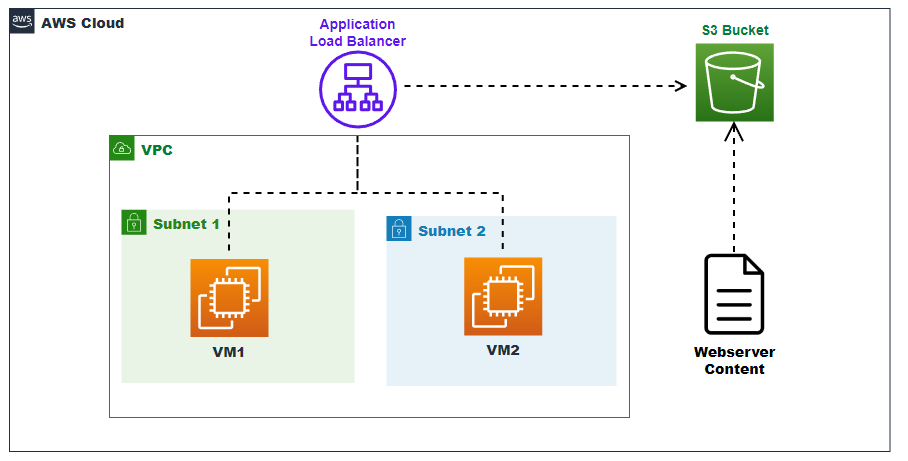 aws
AWS Cloud
Application
Load Balancer
S3 Bucket
VPC
Subnet 1
Subnet 2
VM1
VM2
Webserver
Content